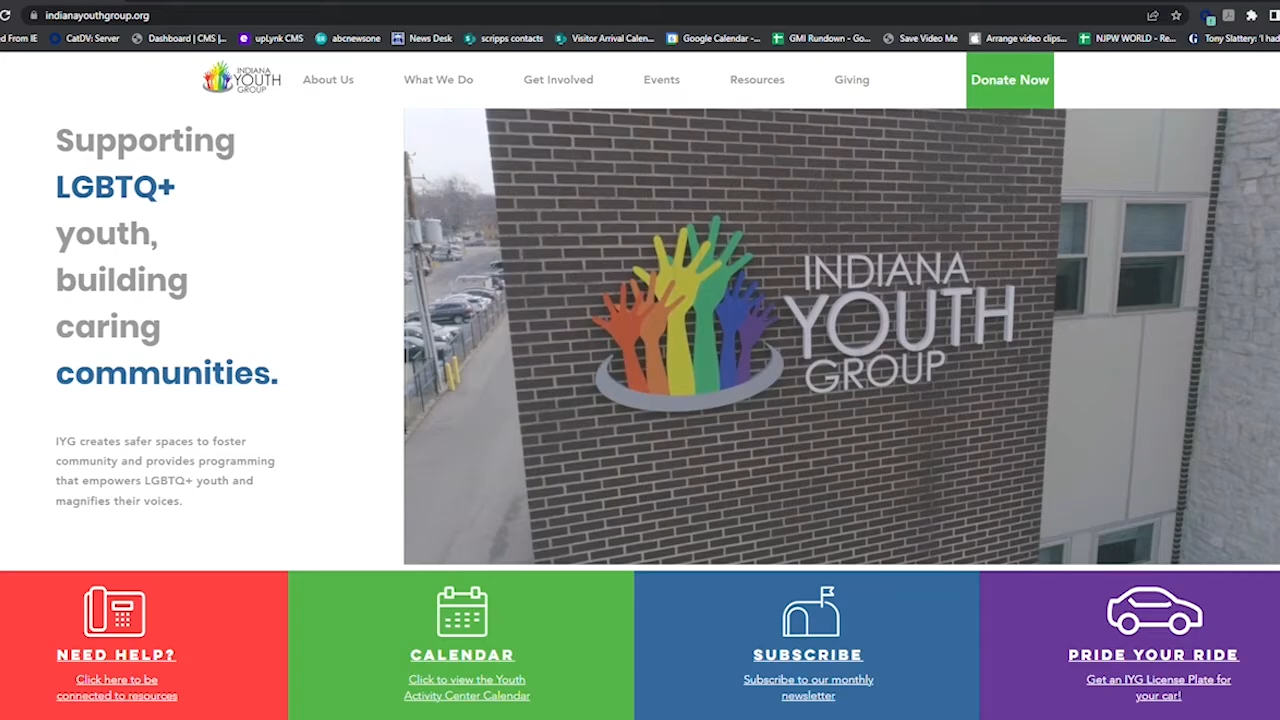 indianayouthgroup.org
ed From IE
CatDV: Server
Dashboard | CMS |...
upLynk CMS
abcnewsone
News Desk
scripps contacts
Visitor Arrival Calen...
Google Calendar -...
GMI Rundown - Go...
Save Video Me
Arrange video clips...
NJPW WORLD - Re...
Tony Slattery: 'I had
INDIANA
YOUTH
GROUP
About Us
What We Do
Get Involved
Events
Resources
Giving
Donate Now
Supporting
LGBTQ+
youth,
building
caring
communities.
IYG creates safer spaces to foster
community and provides programming
that empowers LGBTQ+ youth and
magnifies their voices.
INDIANA
YOUTH
GROUP
NEED HELP?
Click here to be
connected to resources
CALENDAR
Click to view the Youth
Activity Center Calendar
SUBSCRIBE
Subscribe to our monthly
newsletter
PRIDE YOUR RIDE
Get an IYG License Plate for
your car!